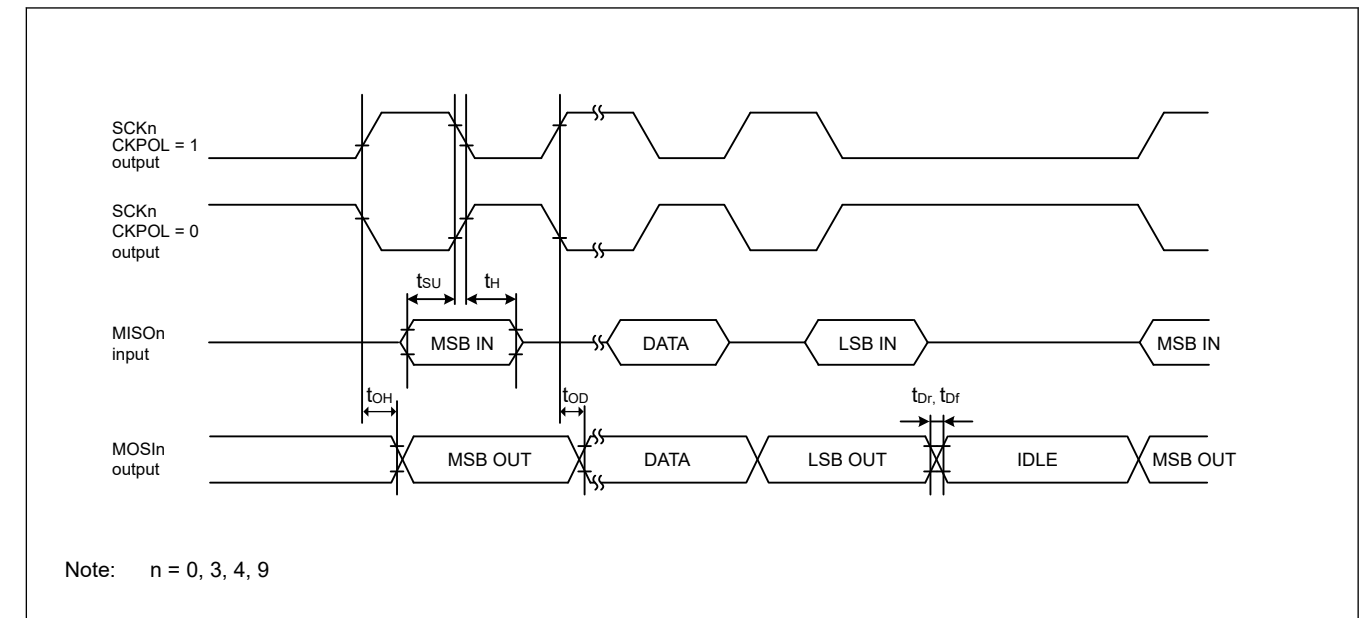 SCKn
CKPOL = 1
output
SCKn
CKPOL = 0
output
tSU tH
MISOn
input
MSB IN DATA LSB IN MSB IN
tOH tOD tDr, tDf
MOSIn
output
MSB OUT DATA LSB OUT IDLE MSB OUT
Note: n = 0, 3, 4, 9